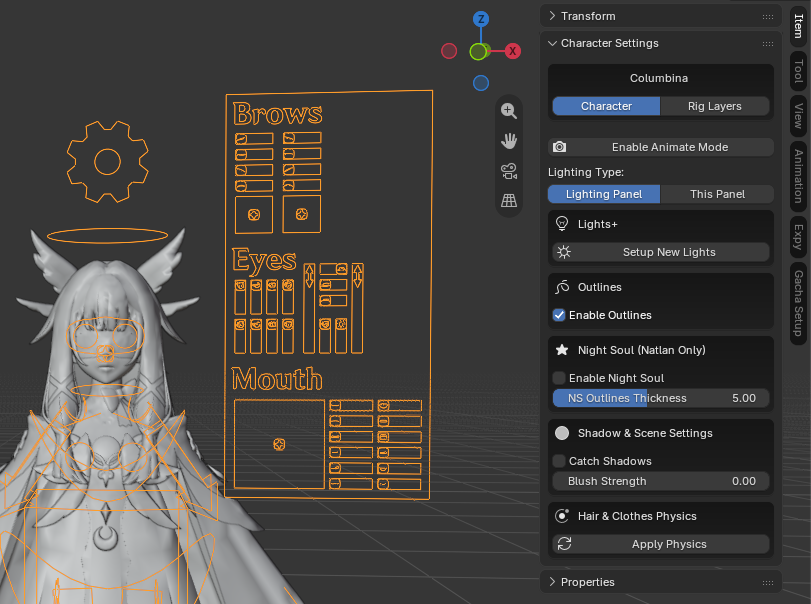 Z
X
Brows
Eyes
Mouth
Transform
Character Settings
Columbina
Character
Rig Layers
Enable Animate Mode
Lighting Type:
Lighting Panel
This Panel
Lights+
Setup New Lights
Outlines
Enable Outlines
Night Soul (Natlan Only)
Enable Night Soul
NS Outlines Thickness 5.00
Shadow & Scene Settings
Catch Shadows
Blush Strength 0.00
Hair & Clothes Physics
Apply Physics
Properties
Item
Tool
View
Animation
Expy
Gacha Setup